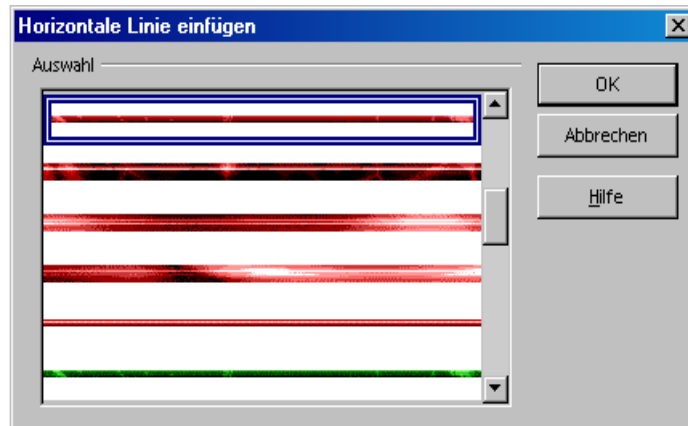 Horizontale Linie einfügen
Auswahl
OK
Abbrechen
Hilfe